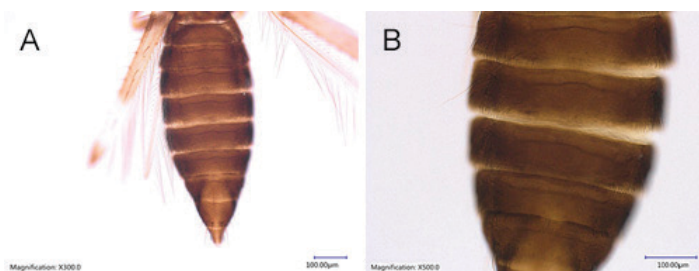 A
B
Magnification: X300.0
100.00µm
Magnification: X500.0
100.00µm